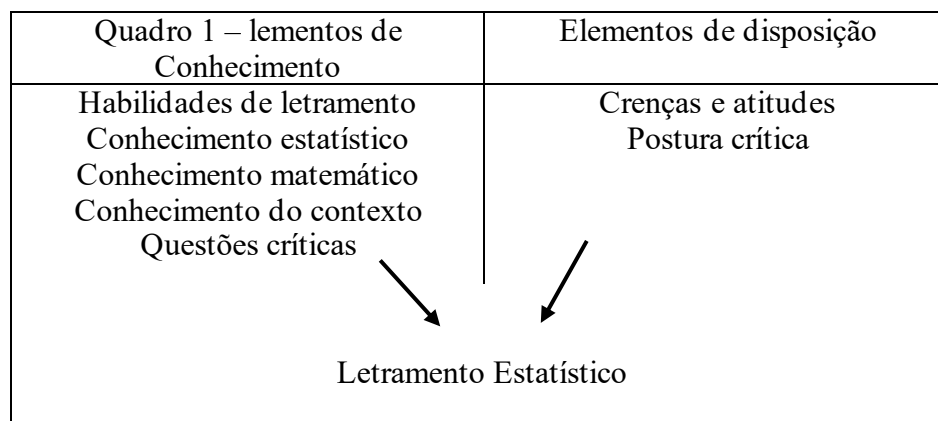 Quadro 1 – lementos de
Conhecimento
Elementos de disposição
Habilidades de letramento
Conhecimento estatístico
Conhecimento matemático
Conhecimento do contexto
Questões críticas
Crenças e atitudes
Postura crítica
Letramento Estatístico